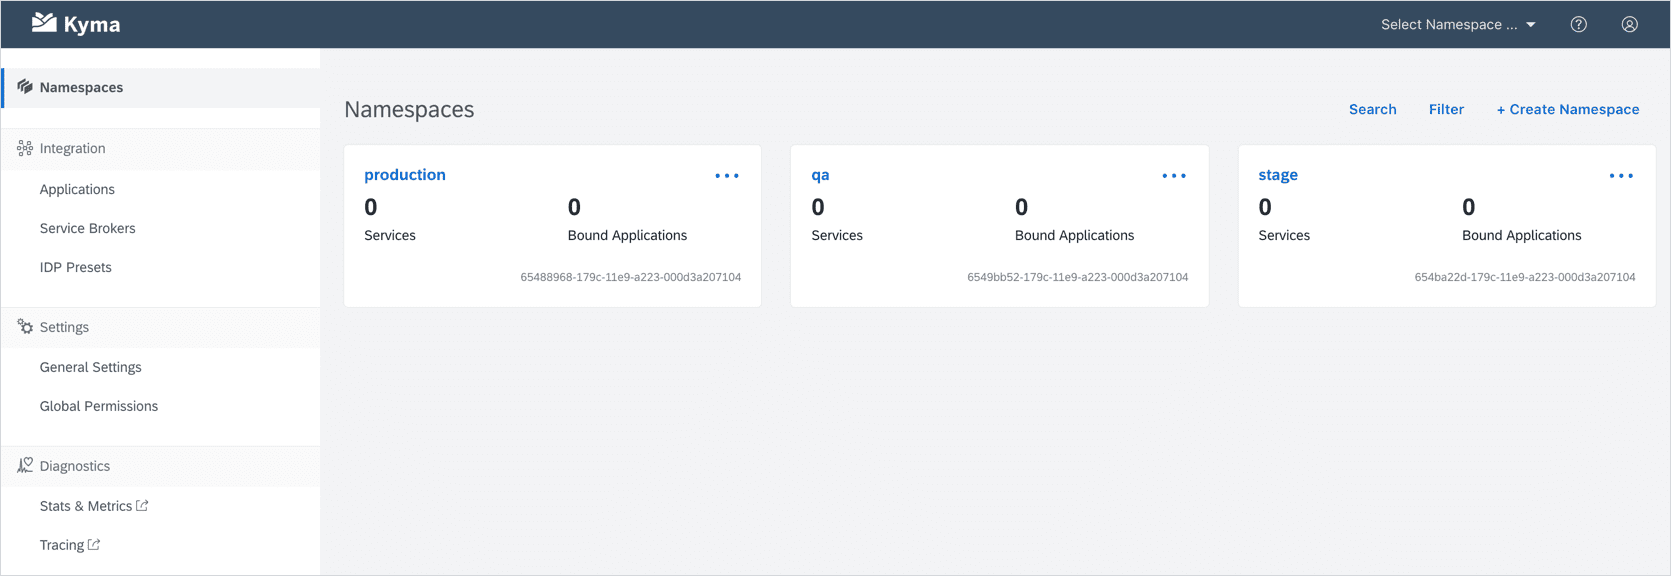 Kyma
Select Namespace ...
Namespaces
Integration
Applications
Service Brokers
IDP Presets
Settings
General Settings
Global Permissions
Diagnostics
Stats & Metrics
Tracing
Namespaces
Search Filter + Create Namespace
production
0 0
Services Bound Applications
65488968-179c-11e9-a223-000d3a207104
qa
0 0
Services Bound Applications
6549bb52-179c-11e9-a223-000d3a207104
stage
0 0
Services Bound Applications
654ba22d-179c-11e9-a223-000d3a207104